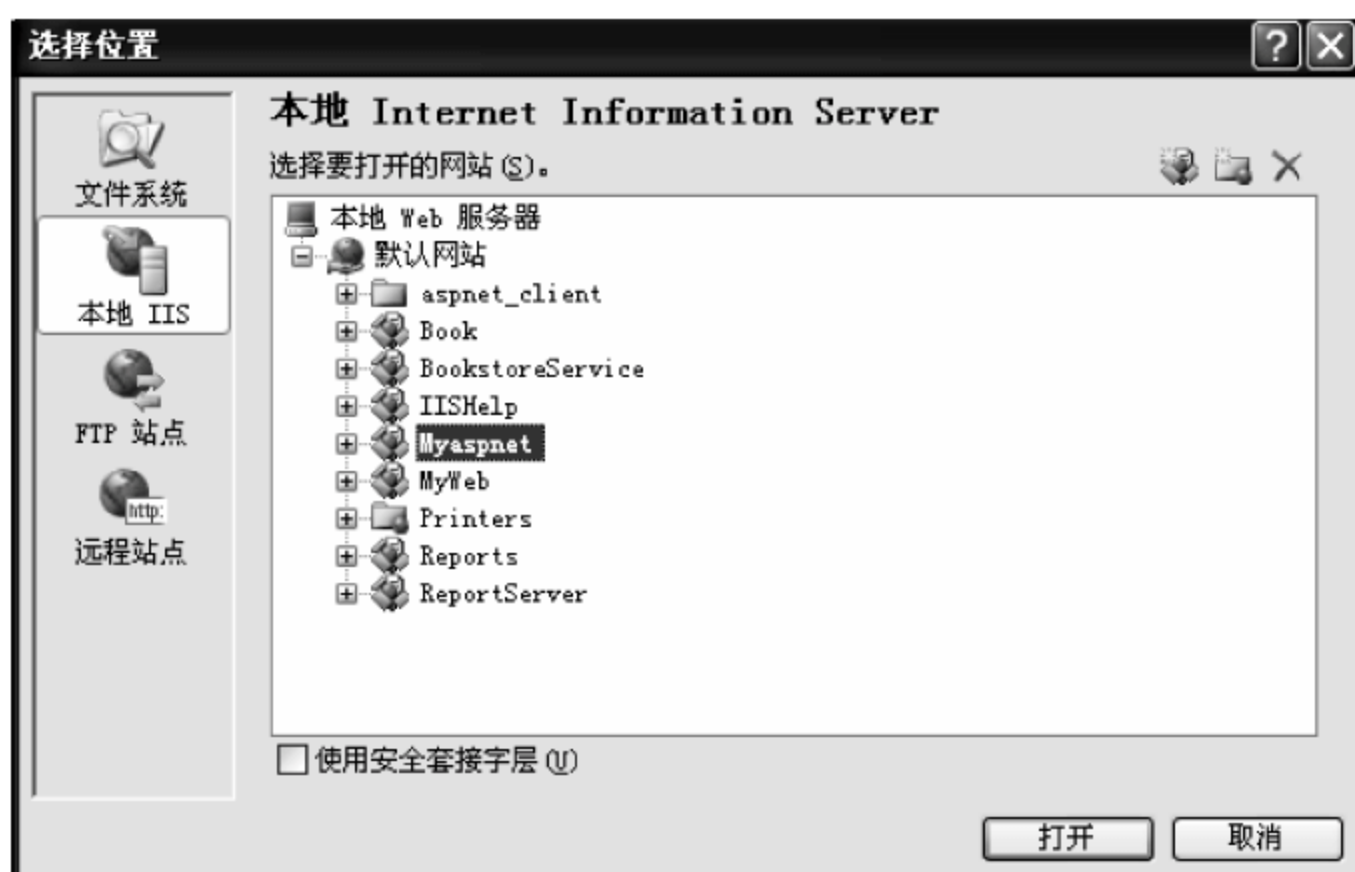 选择位置
文件系统
本地 IIS
FTP 站点
http:
远程站点
本地 Internet Information Server
选择要打开的网站(S)。
本地 Web 服务器
默认网站
aspnet_client
Book
BookstoreService
IISHelp
Myaspnet
MyWeb
Printers
Reports
ReportServer
使用安全套接字层(U)
打开
取消